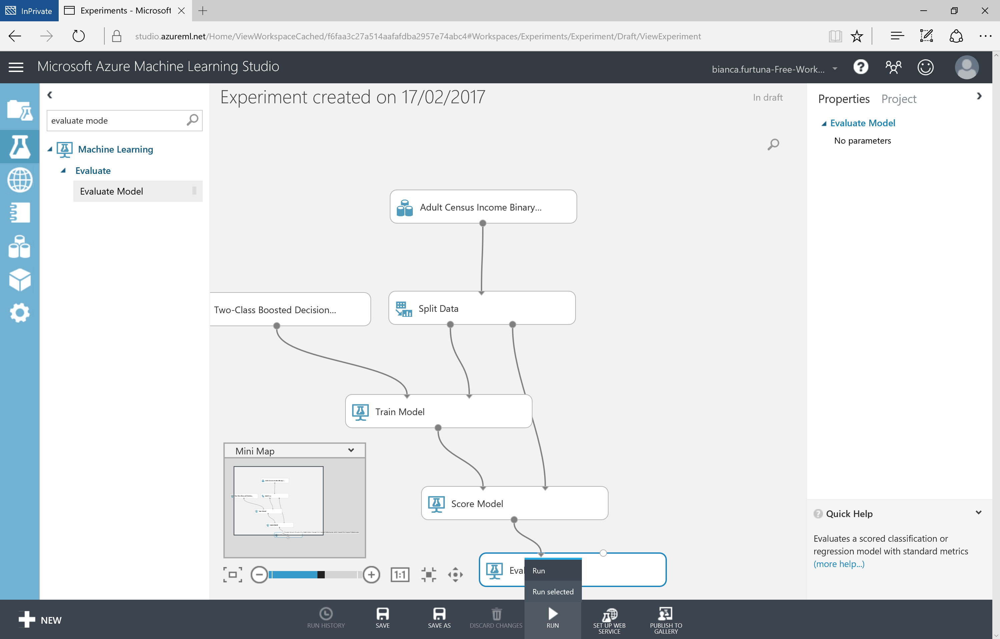 InPrivate
Experiments - Microsoft
studio.azureml.net/Home/ViewWorkspaceCached/f6faa3c27a514aafafdba2957e74abc4#Workspaces/Experiments/Experiment/Draft/ViewExperiment
Microsoft Azure Machine Learning Studio
bianca.furtuna-Free-Work...
Experiment created on 17/02/2017
In draft
evaluate mode
Machine Learning
Evaluate
Evaluate Model
Adult Census Income Binary...
Two-Class Boosted Decision...
Split Data
Train Model
Score Model
Eval
Run
Run selected
Mini Map
1:1
Properties
Project
Evaluate Model
No parameters
Quick Help
Evaluates a scored classification or
regression model with standard metrics
(more help...)
NEW
RUN HISTORY
SAVE
SAVE AS
DISCARD CHANGES
RUN
SET UP WEB
SERVICE
PUBLISH TO
GALLERY